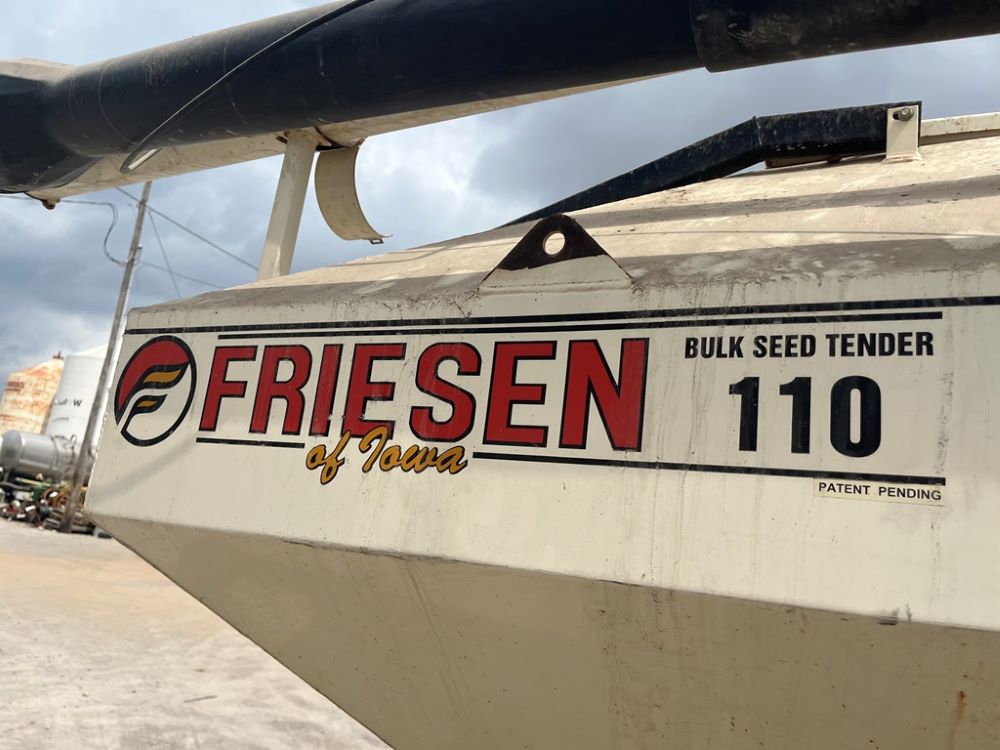 FRIESEN
of Iowa
BULK SEED TENDER
110
PATENT PENDING